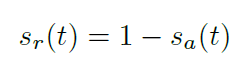 s_r(t) = 1 − s_a(t)